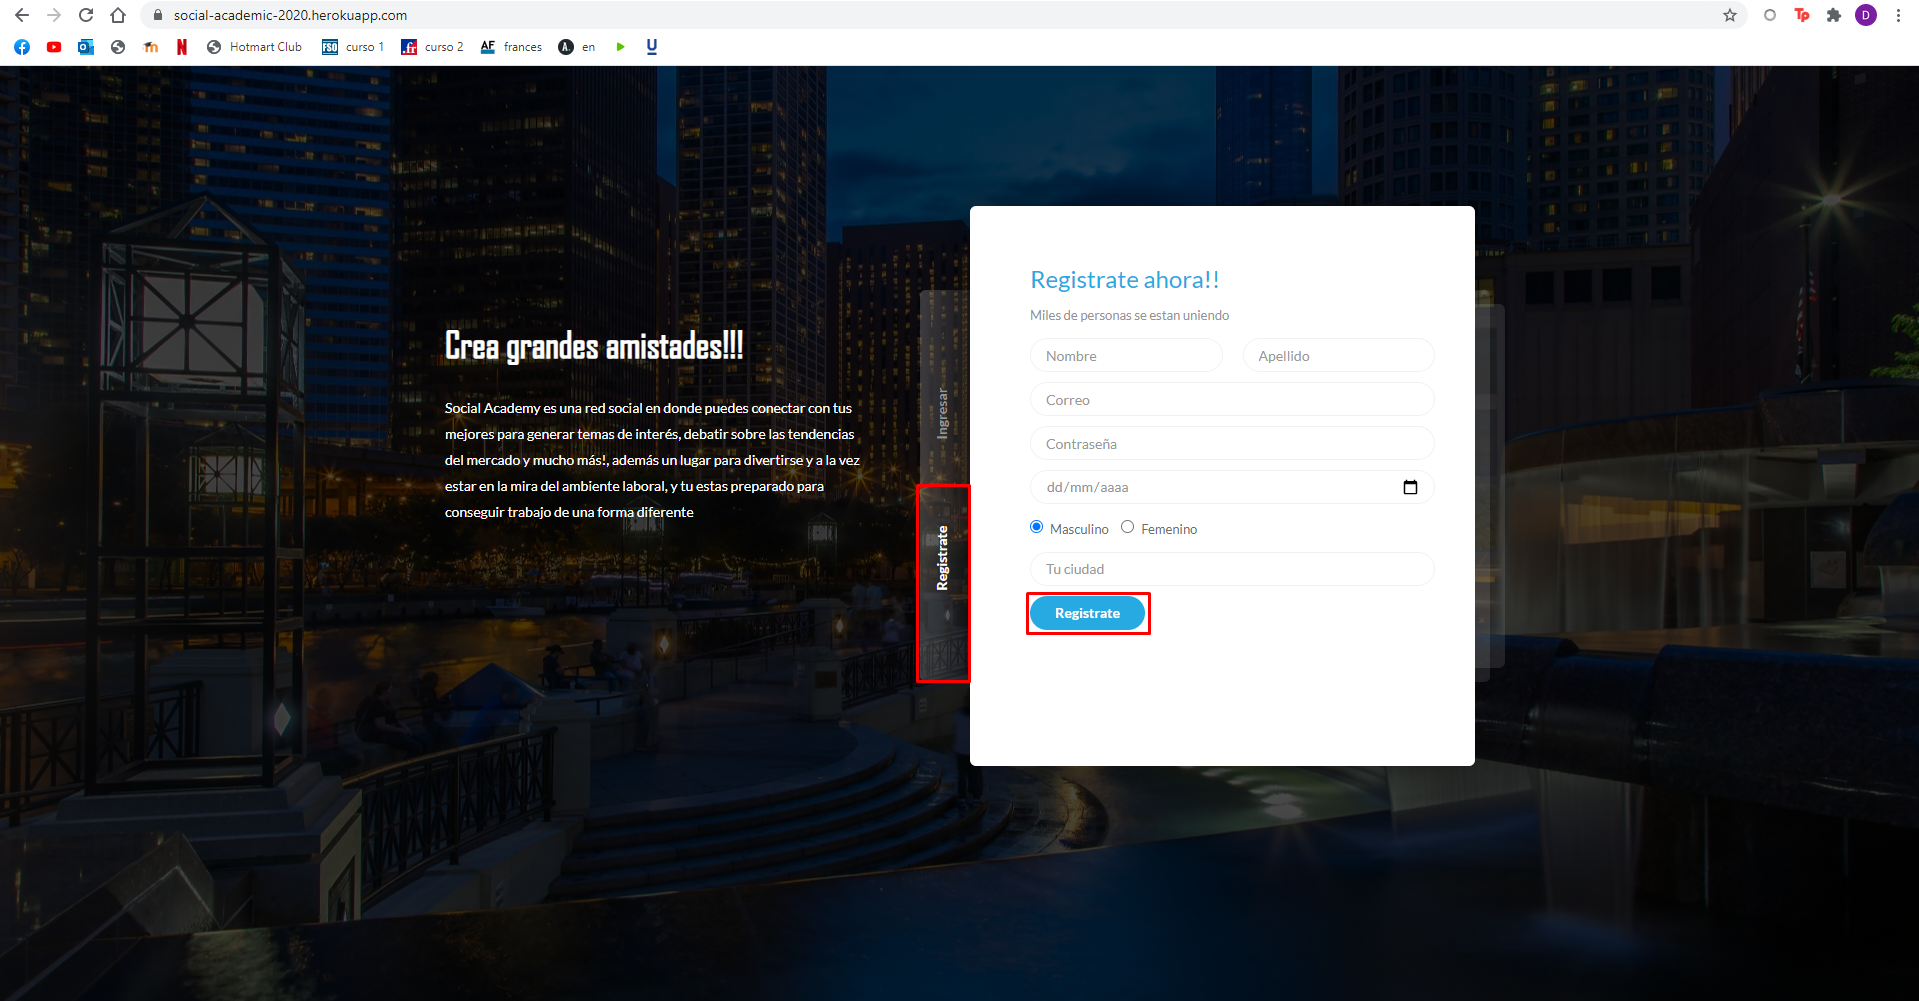 social-academic-2020.herokuapp.com
Tp
D
Hotmart Club
FSO
curso 1
.fr
curso 2
AF
frances
A.
en
Crea grandes amistades!!!
Social Academy es una red social en donde puedes conectar con tus
mejores para generar temas de interés, debatir sobre las tendencias
del mercado y mucho más!, además un lugar para divertirse y a la vez
estar en la mira del ambiente laboral, y tu estas preparado para
conseguir trabajo de una forma diferente
Ingresar
Registrate
Registrate ahora!!
Miles de personas se estan uniendo
Nombre
Apellido
Correo
Contraseña
dd/mm/aaaa
Masculino
Femenino
Tu ciudad
Registrate